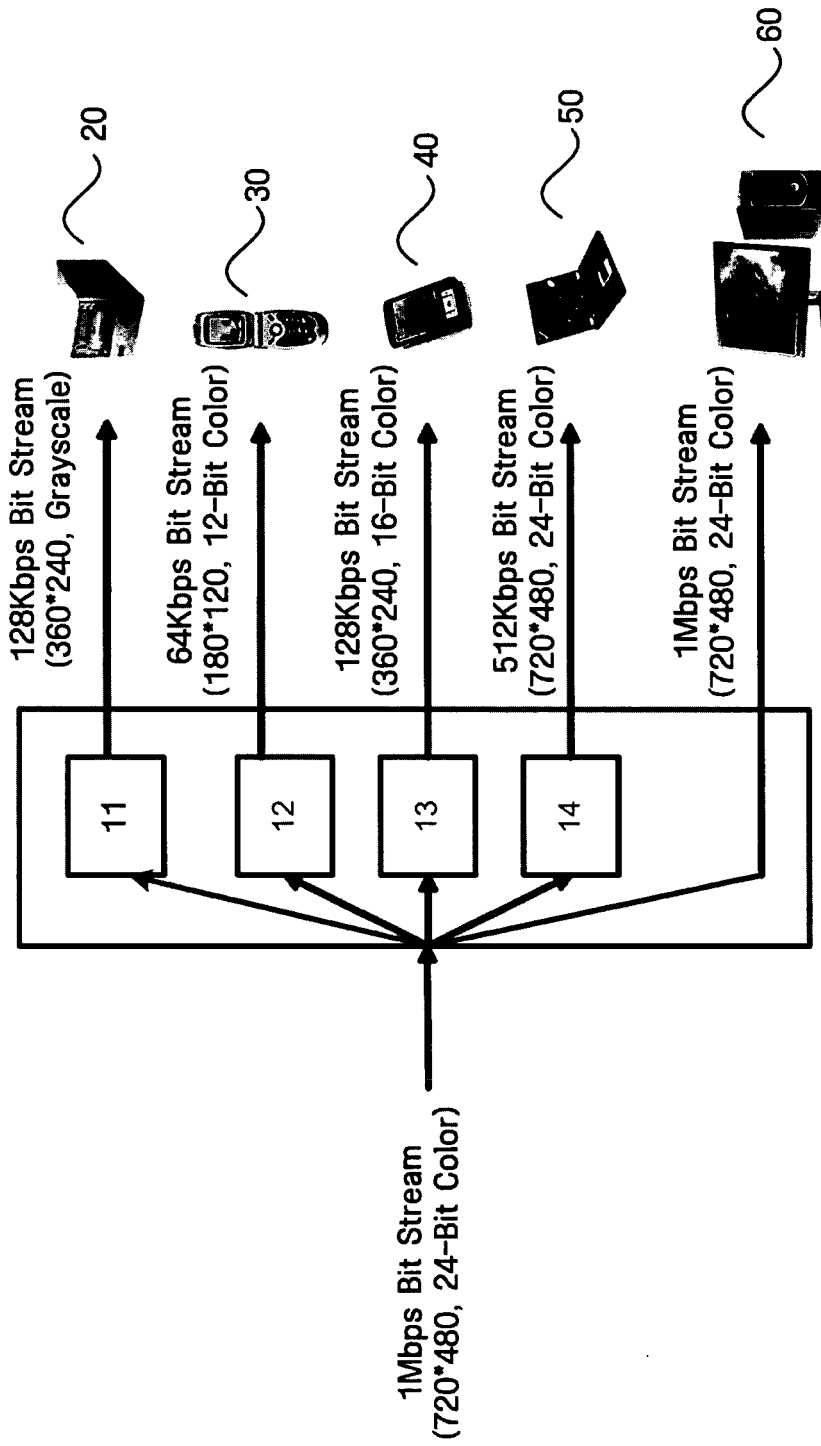 1Mbps Bit Stream
(720*480, 24-Bit Color)
11
12
13
14
128Kbps Bit Stream
(360*240, Grayscale)
20
64Kbps Bit Stream
(180*120, 12-Bit Color)
30
128Kbps Bit Stream
(360*240, 16-Bit Color)
40
512Kbps Bit Stream
(720*480, 24-Bit Color)
50
1Mbps Bit Stream
(720*480, 24-Bit Color)
60